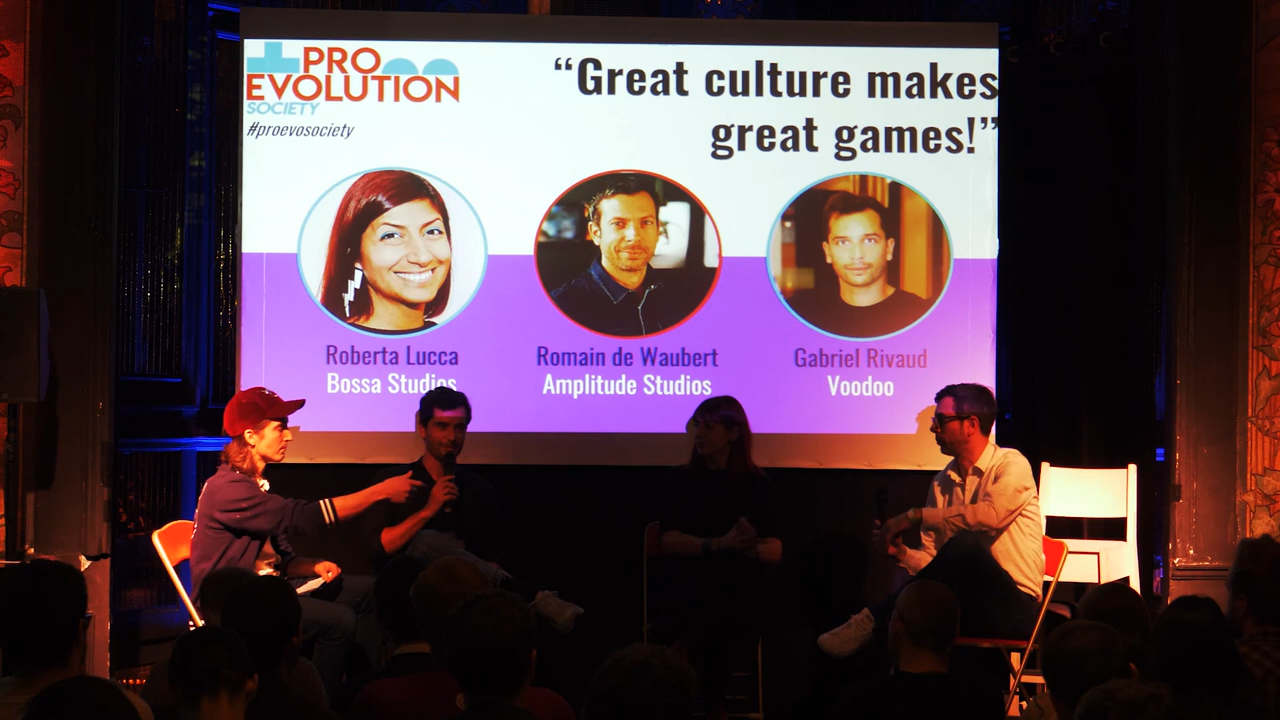 PRO
EVOLUTION
SOCIETY
#proevosociety
“Great culture makes
great games!”
Roberta Lucca
Bossa Studios
Romain de Waubert
Amplitude Studios
Gabriel Rivaud
Voodoo